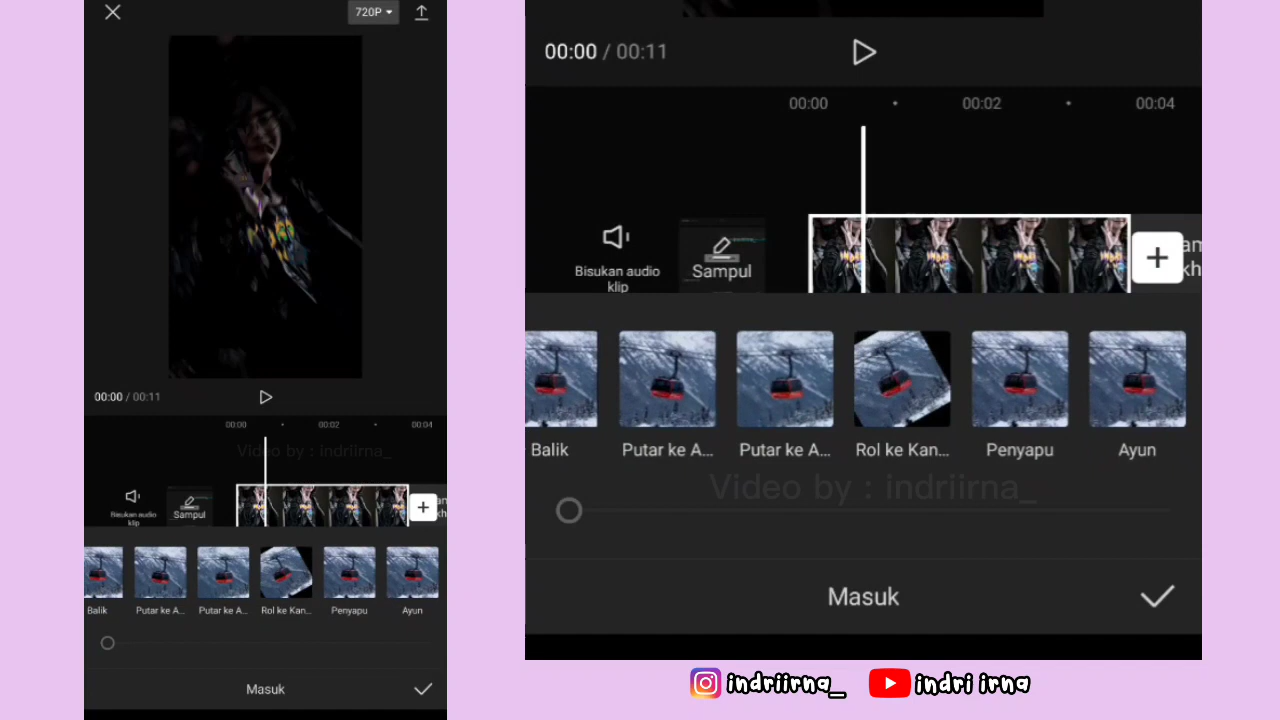 720P
00:00 / 00:11
00:00
00:02
00:04
Video by : indriirna_
Bisukan audio
klip
Sampul
Balik
Putar ke A...
Putar ke A...
Rol ke Kan...
Penyapu
Ayun
Masuk
00:00 / 00:11
00:00
00:02
00:04
Bisukan audio
klip
Sampul
Balik
Putar ke A...
Putar ke A...
Rol ke Kan...
Penyapu
Ayun
Video by : indriirna_
Masuk
indriirna_
indri irna